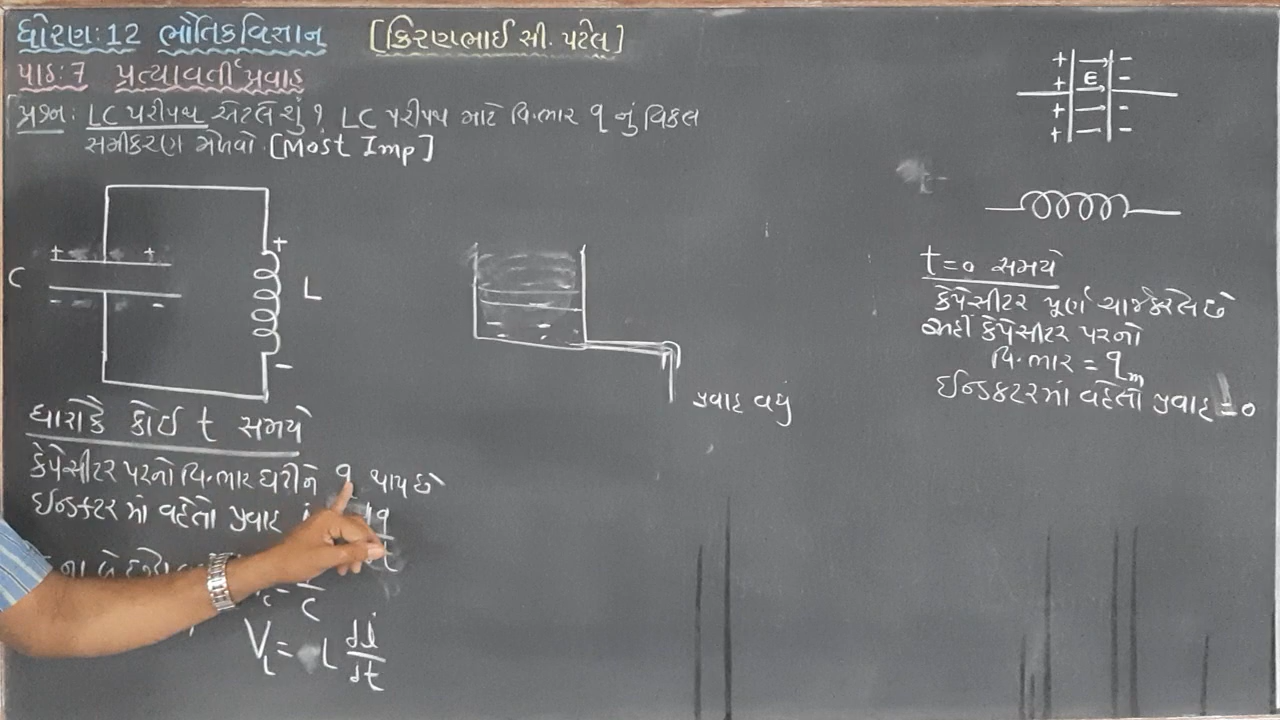 ધોરણ:12 ભૌતિકવિજ્ઞાન [કિરણભાઈ સી. પટેલ]
પાઠ:7 પ્રત્યાવર્તી પ્રવાહ
પ્રશ્ન: LC પરીપથ એટલે શું? LC પરીપથ માટે વિ.ભાર q નું વિકલ
સમીકરણ મેળવો. [Most Imp]
+ + + + E - - - -
C + + - - L + -
પ્રવાહ વધુ
t=0 સમયે
કેપેસીટર પૂર્ણ ચાર્જ કરેલ છે
અહીં કેપેસીટર પરનો
વિ.ભાર = qm
ઈન્ડક્ટરમાં વહેતો પ્રવાહ = 0
ધારોકે કોઈ t સમયે
કેપેસીટર પરનો વિ.ભાર ઘટીને q થાય છે
ઈન્ડક્ટર માં વહેતો પ્રવાહ
C
VL = L di/dt